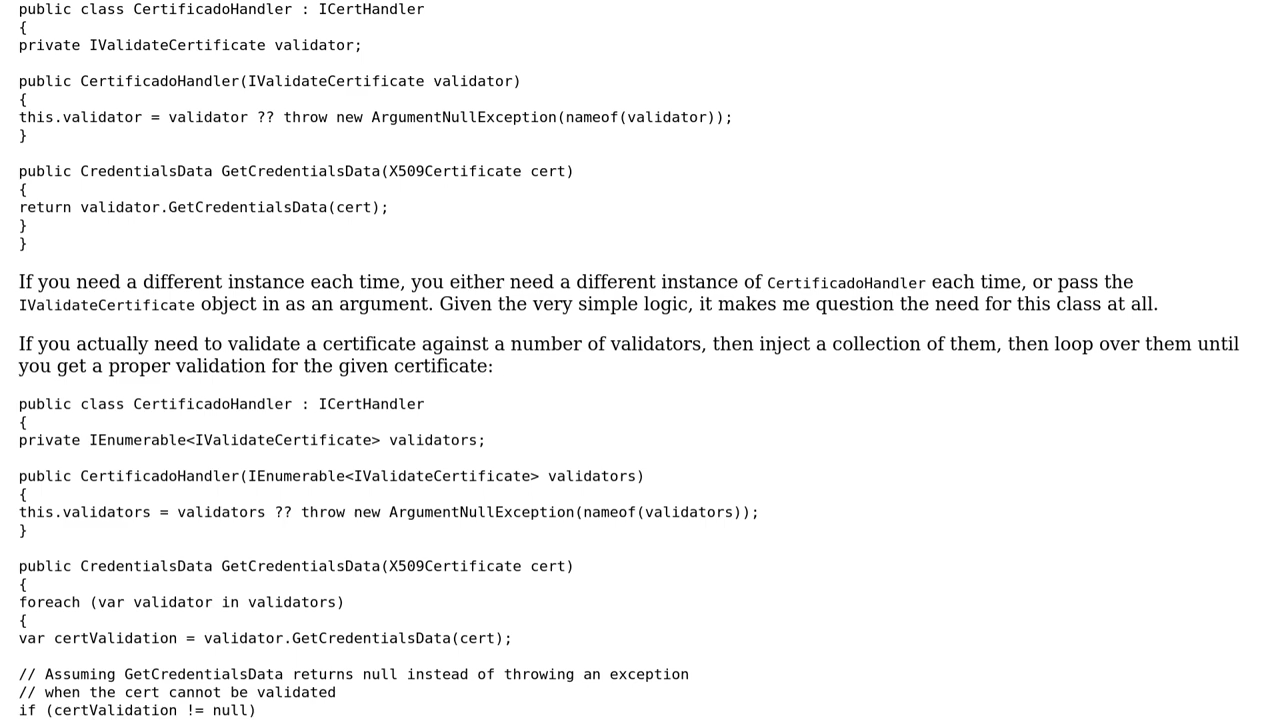 public class CertificadoHandler : ICertHandler
{
private IValidateCertificate validator;
public CertificadoHandler(IValidateCertificate validator)
{
this.validator = validator ?? throw new ArgumentNullException(nameof(validator));
}
public CredentialsData GetCredentialsData(X509Certificate cert)
{
return validator.GetCredentialsData(cert);
}
}
If you need a different instance each time, you either need a different instance of CertificadoHandler each time, or pass the
IValidateCertificate object in as an argument. Given the very simple logic, it makes me question the need for this class at all.
If you actually need to validate a certificate against a number of validators, then inject a collection of them, then loop over them until
you get a proper validation for the given certificate:
public class CertificadoHandler : ICertHandler
{
private IEnumerable<IValidateCertificate> validators;
public CertificadoHandler(IEnumerable<IValidateCertificate> validators)
{
this.validators = validators ?? throw new ArgumentNullException(nameof(validators));
}
public CredentialsData GetCredentialsData(X509Certificate cert)
{
foreach (var validator in validators)
{
var certValidation = validator.GetCredentialsData(cert);
// Assuming GetCredentialsData returns null instead of throwing an exception
// when the cert cannot be validated
if (certValidation != null)